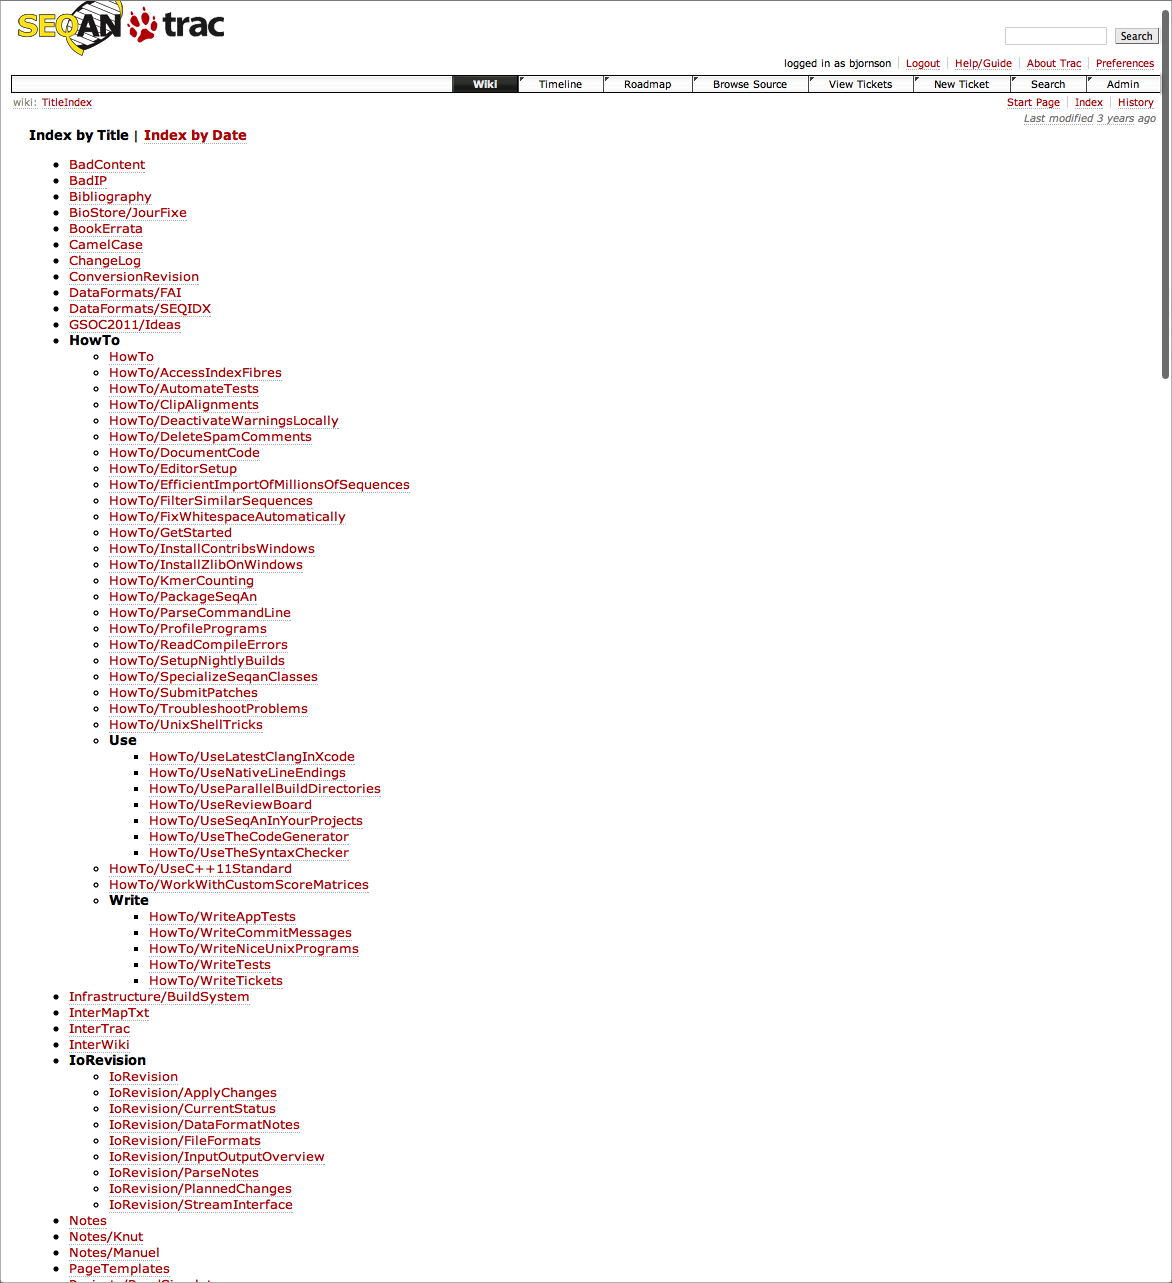 SEQAN trac
Search
logged in as bjornson Logout Help/Guide About Trac Preferences
Wiki Timeline Roadmap Browse Source View Tickets New Ticket Search Admin
wiki: TitleIndex Start Page Index History
Last modified 3 years ago
Index by Title | Index by Date
BadContent
BadIP
Bibliography
BioStore/JourFixe
BookErrata
CamelCase
ChangeLog
ConversionRevision
DataFormats/FAI
DataFormats/SEQIDX
GSOC2011/Ideas
HowTo
HowTo
HowTo/AccessIndexFibres
HowTo/AutomateTests
HowTo/ClipAlignments
HowTo/DeactivateWarningsLocally
HowTo/DeleteSpamComments
HowTo/DocumentCode
HowTo/EditorSetup
HowTo/EfficientImportOfMillionsOfSequences
HowTo/FilterSimilarSequences
HowTo/FixWhitespaceAutomatically
HowTo/GetStarted
HowTo/InstallContribsWindows
HowTo/InstallZlibOnWindows
HowTo/KmerCounting
HowTo/PackageSeqAn
HowTo/ParseCommandLine
HowTo/ProfilePrograms
HowTo/ReadCompileErrors
HowTo/SetupNightlyBuilds
HowTo/SpecializeSeqanClasses
HowTo/SubmitPatches
HowTo/TroubleshootProblems
HowTo/UnixShellTricks
Use
HowTo/UseLatestClangInXcode
HowTo/UseNativeLineEndings
HowTo/UseParallelBuildDirectories
HowTo/UseReviewBoard
HowTo/UseSeqAnInYourProjects
HowTo/UseTheCodeGenerator
HowTo/UseTheSyntaxChecker
HowTo/UseC++11Standard
HowTo/WorkWithCustomScoreMatrices
Write
HowTo/WriteAppTests
HowTo/WriteCommitMessages
HowTo/WriteNiceUnixPrograms
HowTo/WriteTests
HowTo/WriteTickets
Infrastructure/BuildSystem
InterMapTxt
InterTrac
InterWiki
IoRevision
IoRevision
IoRevision/ApplyChanges
IoRevision/CurrentStatus
IoRevision/DataFormatNotes
IoRevision/FileFormats
IoRevision/InputOutputOverview
IoRevision/ParseNotes
IoRevision/PlannedChanges
IoRevision/StreamInterface
Notes
Notes/Knut
Notes/Manuel
PageTemplates